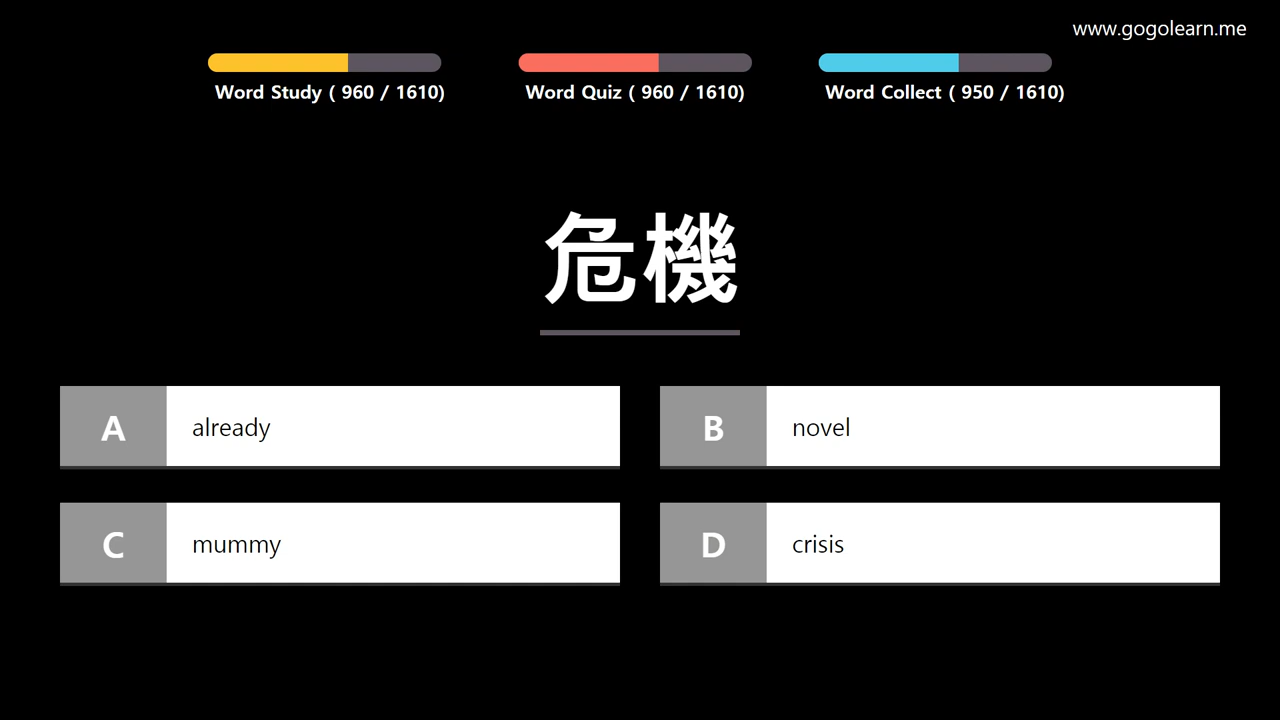 www.gogolearn.me
Word Study ( 960 / 1610)
Word Quiz ( 960 / 1610)
Word Collect ( 950 / 1610)
危機
A already
B novel
C mummy
D crisis